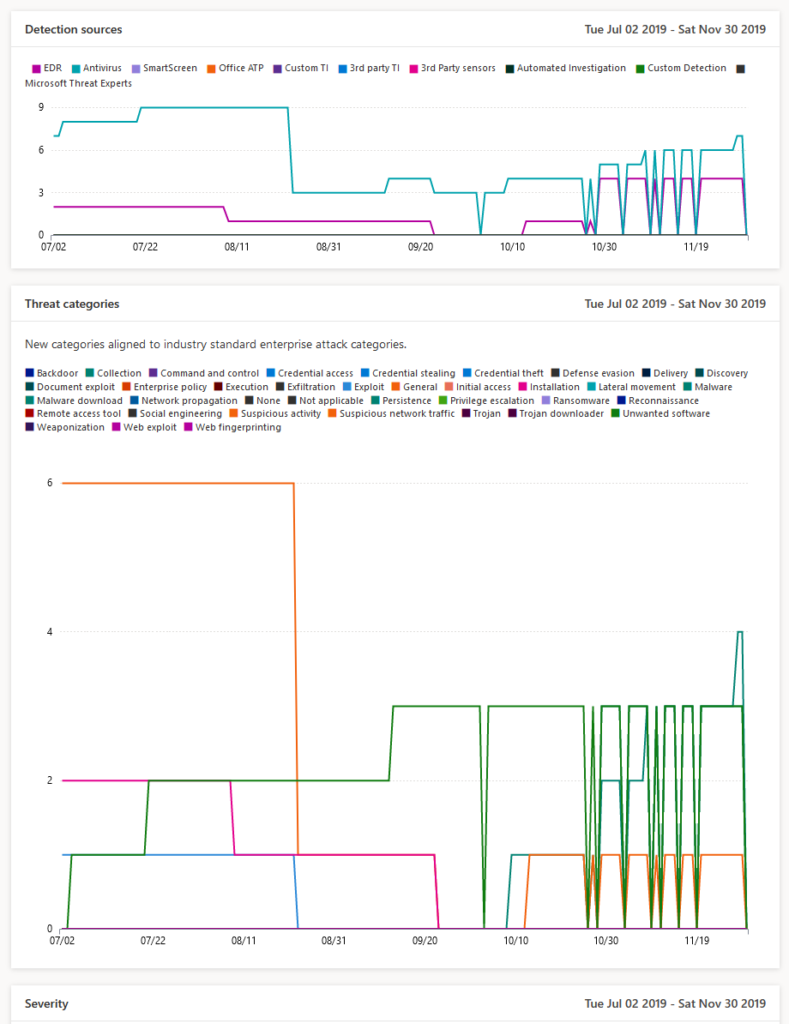 Detection sources Tue Jul 02 2019 - Sat Nov 30 2019
EDR Antivirus SmartScreen Office ATP Custom TI 3rd party TI 3rd Party sensors Automated Investigation Custom Detection
Microsoft Threat Experts
9
6
3
0
07/02 07/22 08/11 08/31 09/20 10/10 10/30 11/19
Threat categories Tue Jul 02 2019 - Sat Nov 30 2019
New categories aligned to industry standard enterprise attack categories.
Backdoor Collection Command and control Credential access Credential stealing Credential theft Defense evasion Delivery Discovery
Document exploit Enterprise policy Execution Exfiltration Exploit General Initial access Installation Lateral movement Malware
Malware download Network propagation None Not applicable Persistence Privilege escalation Ransomware Reconnaissance
Remote access tool Social engineering Suspicious activity Suspicious network traffic Trojan Trojan downloader Unwanted software
Weaponization Web exploit Web fingerprinting
6
4
2
0
07/02 07/22 08/11 08/31 09/20 10/10 10/30 11/19
Severity Tue Jul 02 2019 - Sat Nov 30 2019